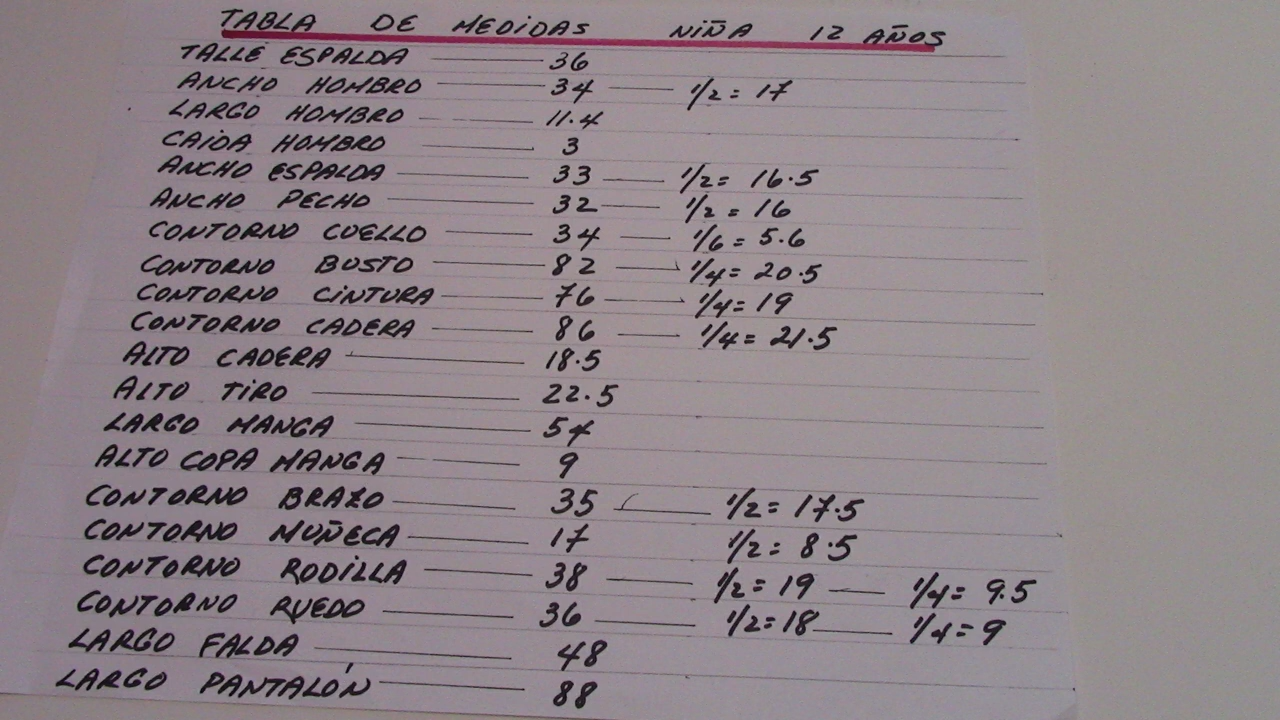 TABLA DE MEDIDAS NIÑA 12 AÑOS
TALLE ESPALDA 36
ANCHO HOMBRO 34 1/2 = 17
LARGO HOMBRO 11.4
CAIDA HOMBRO 3
ANCHO ESPALDA 33 1/2 = 16.5
ANCHO PECHO 32 1/2 = 16
CONTORNO CUELLO 34 1/6 = 5.6
CONTORNO BUSTO 82 1/4 = 20.5
CONTORNO CINTURA 76 1/4 = 19
CONTORNO CADERA 86 1/4 = 21.5
ALTO CADERA 18.5
ALTO TIRO 22.5
LARGO MANGA 54
ALTO COPA MANGA 9
CONTORNO BRAZO 35 1/2 = 17.5
CONTORNO MUÑECA 17 1/2 = 8.5
CONTORNO RODILLA 38 1/2 = 19 1/4 = 9.5
CONTORNO RUEDO 36 1/2 = 18 1/4 = 9
LARGO FALDA 48
LARGO PANTALÓN 88